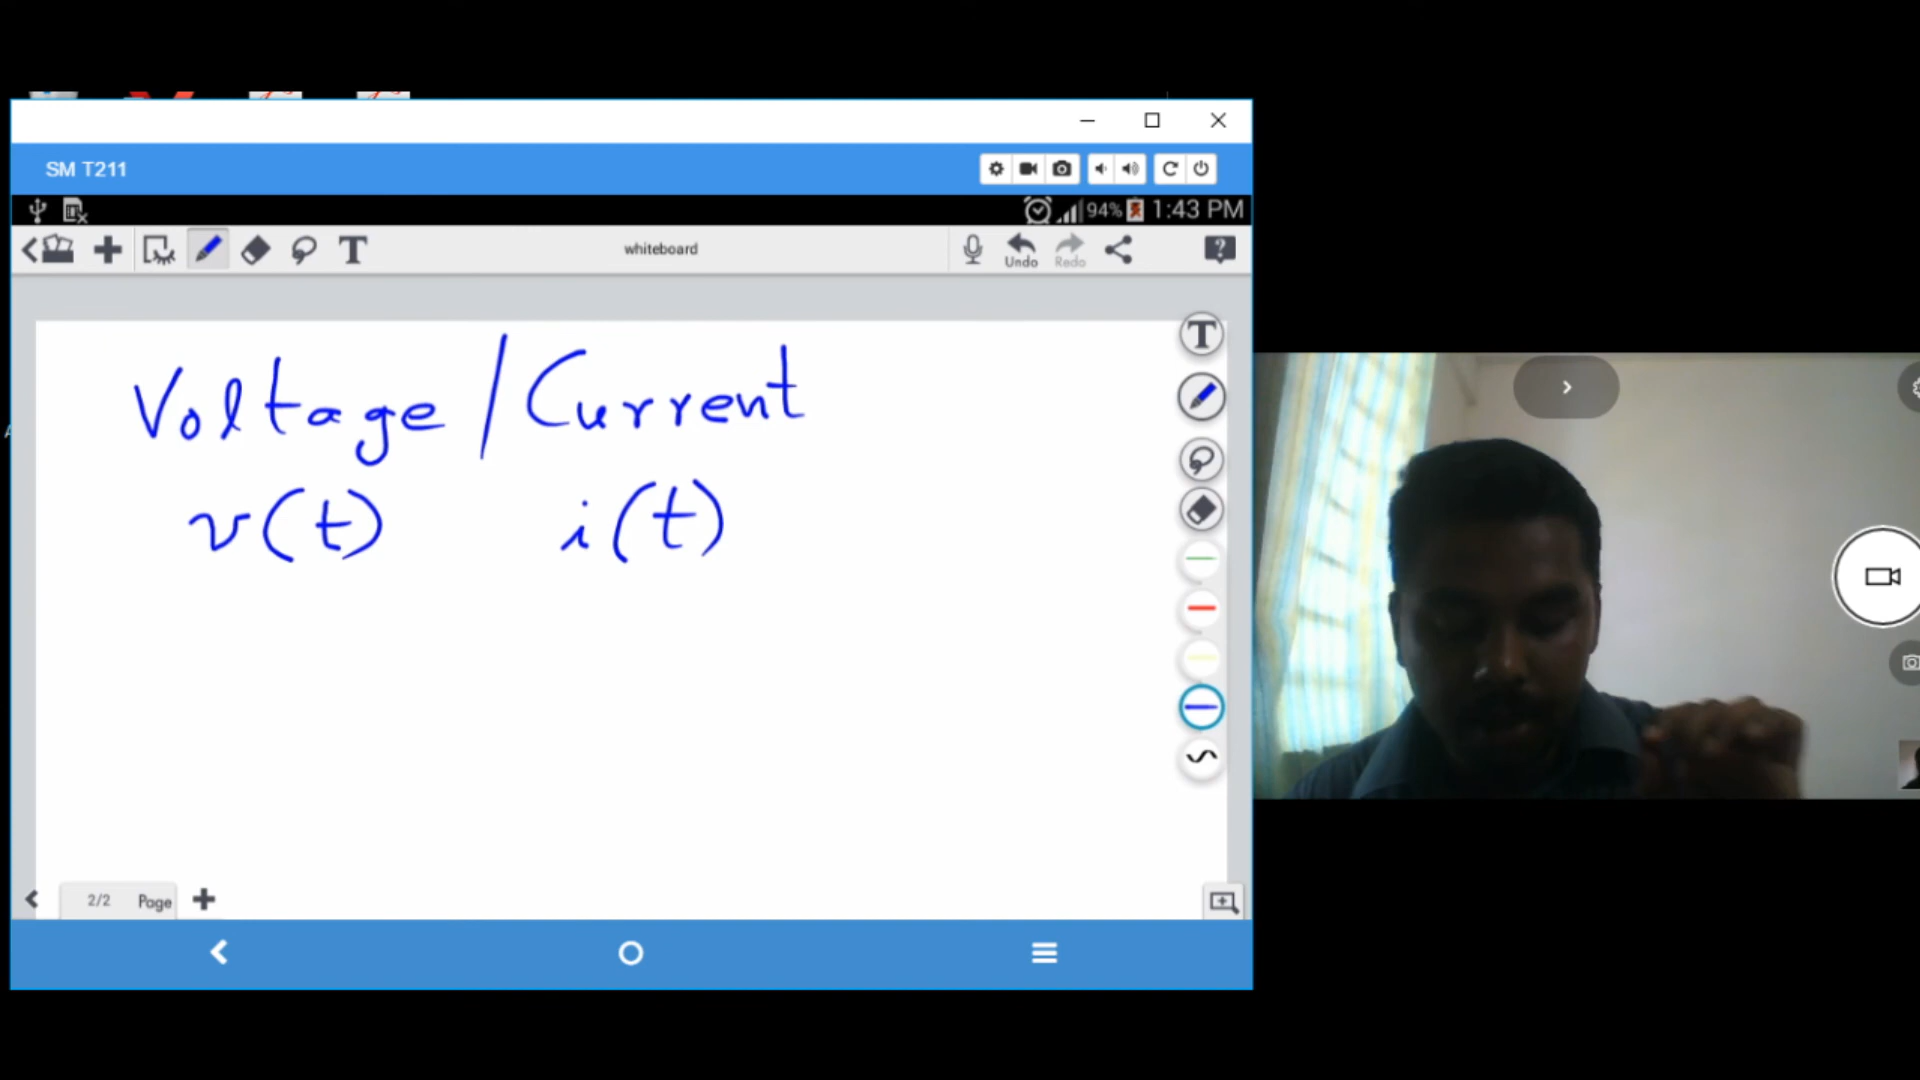 SM T211
94% 1:43 PM
T whiteboard Undo Redo ?
T
Voltage / Current
v(t) i(t)
2/2 Page